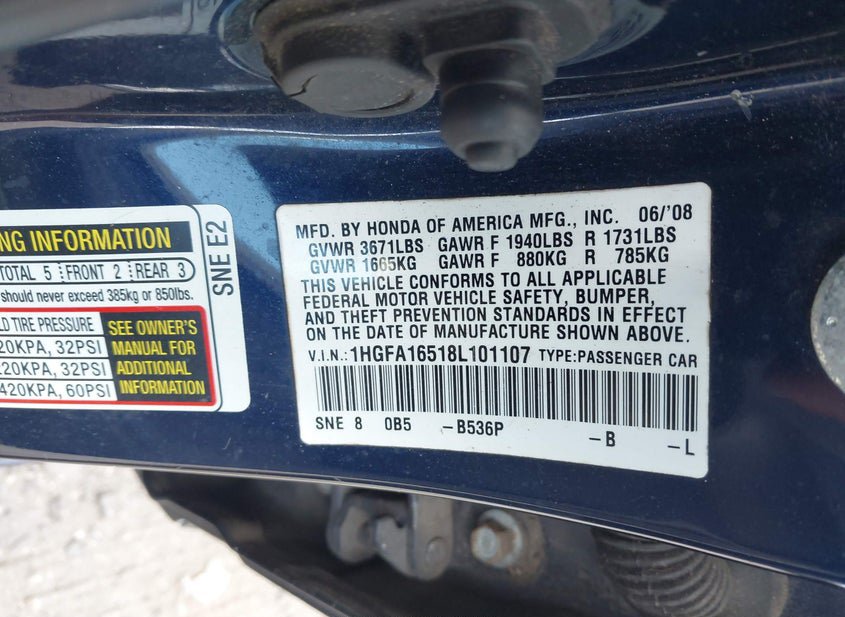 NG INFORMATION
TOTAL 5 FRONT 2 REAR 3
should never exceed 385kg or 850lbs.
LD TIRE PRESSURE
20KPA, 32PSI
20KPA, 32PSI
420KPA, 60PSI
SEE OWNER'S
MANUAL FOR
ADDITIONAL
INFORMATION
SNE E2
MFD. BY HONDA OF AMERICA MFG., INC. 06/'08
GVWR 3671LBS GAWR F 1940LBS R 1731LBS
GVWR 1665KG GAWR F 880KG R 785KG
THIS VEHICLE CONFORMS TO ALL APPLICABLE
FEDERAL MOTOR VEHICLE SAFETY, BUMPER,
AND THEFT PREVENTION STANDARDS IN EFFECT
ON THE DATE OF MANUFACTURE SHOWN ABOVE.
V.I.N.: 1HGFA16518L101107 TYPE:PASSENGER CAR
SNE 8 0B5 -B536P -B -L